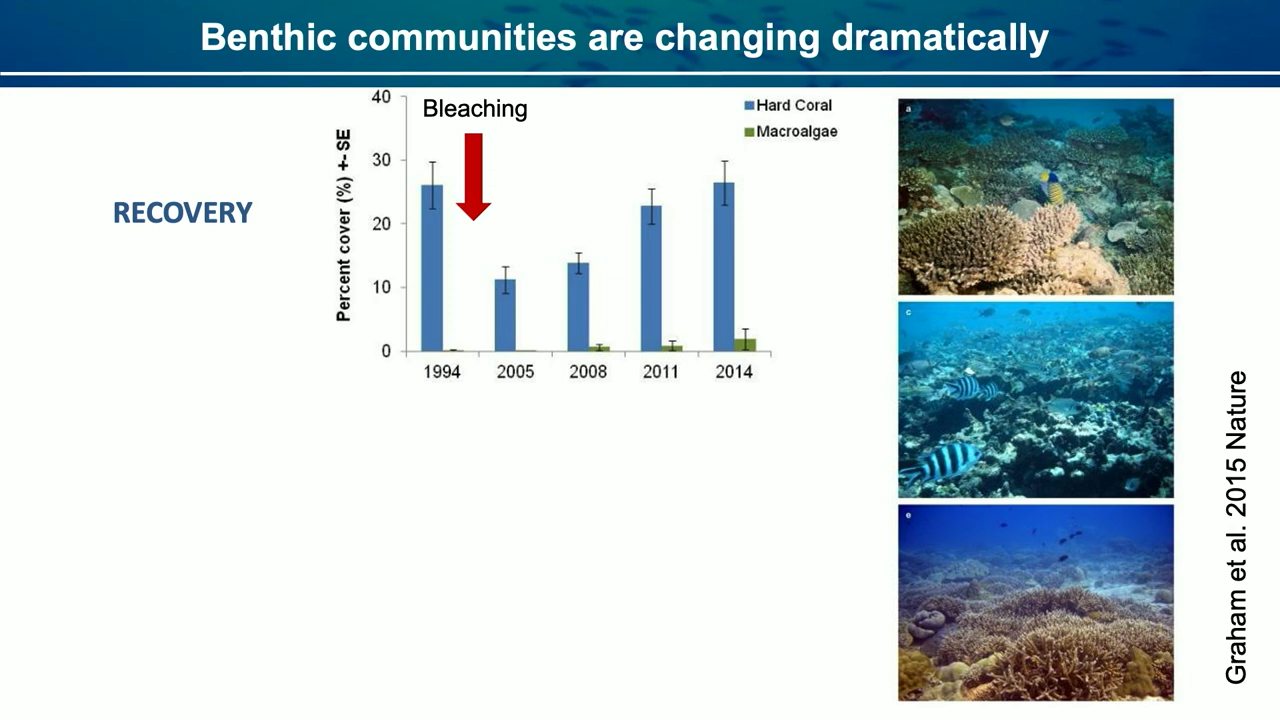 Benthic communities are changing dramatically
RECOVERY
Percent cover (%) +- SE
40
30
20
10
0
Bleaching
Hard Coral
Macroalgae
1994 2005 2008 2011 2014
a
c
e
Graham et al. 2015 Nature